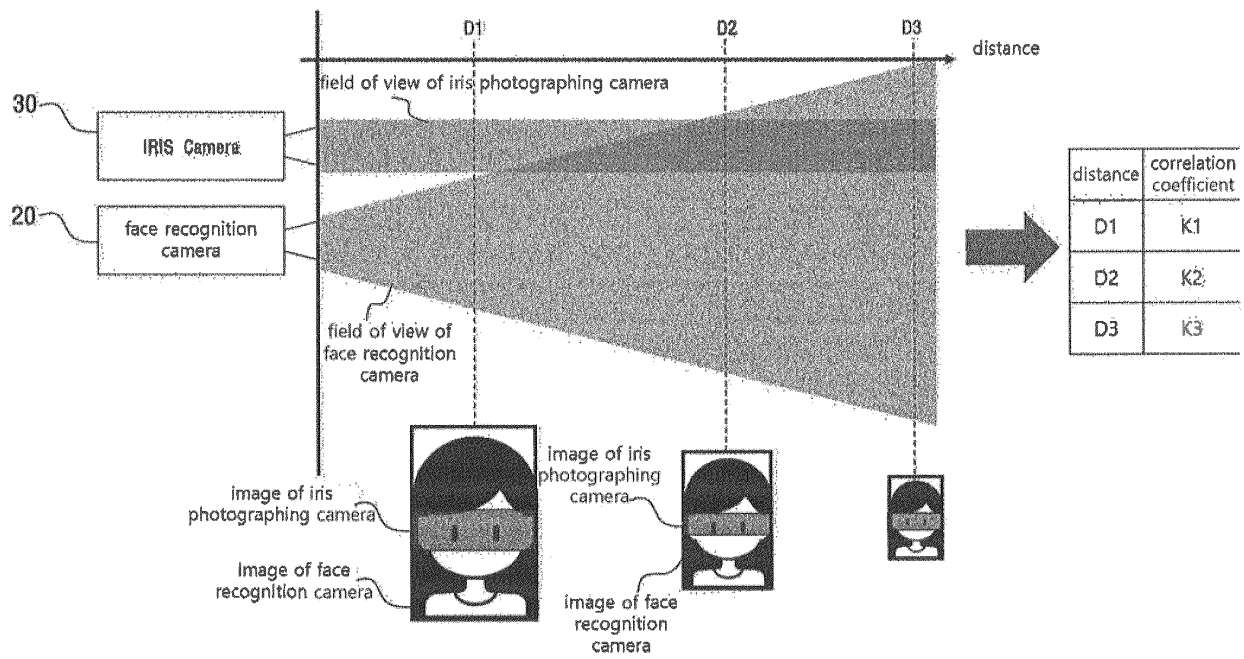 D1
D2
D3
distance
field of view of iris photographing camera
30
IRIS Camera
20
face recognition
camera
field of view of
face recognition
camera
distance
correlation
coefficient
D1
K1
D2
K2
D3
K3
image of iris
photographing camera
Image of face
recognition camera
image of iris
photographing
camera
image of face
recognition
camera